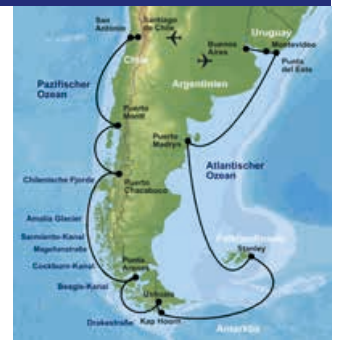 San
Antonio
Santiago
de Chile
Chile
Buenos
Aires
Uruguay
Montevideo
Punta
del Este
Argentinien
Pazifischer
Ozean
Puerto
Montt
Puerto
Madryn
Atlantischer
Ozean
Chilenische Fjorde
Puerto
Chacabuco
Amalia Glacier
Sarmiento-Kanal
Magellanstraße
Cockburn-Kanal
Beagle-Kanal
Drakestraße
Punta
Arenas
Ushuaia
Kap Hoorn
Falklandinseln
Stanley
Antarktis